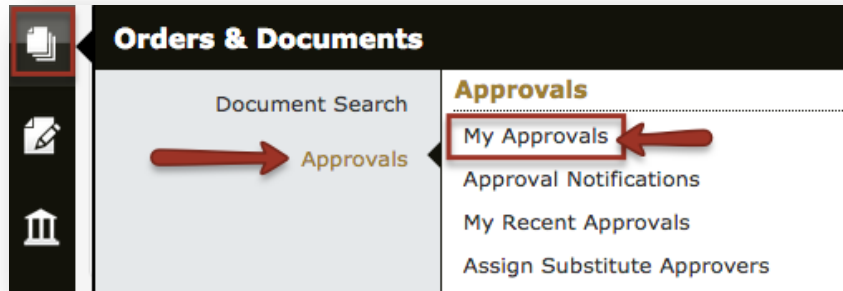 Orders & Documents
Document Search
Approvals
Approvals
My Approvals
Approval Notifications
My Recent Approvals
Assign Substitute Approvers